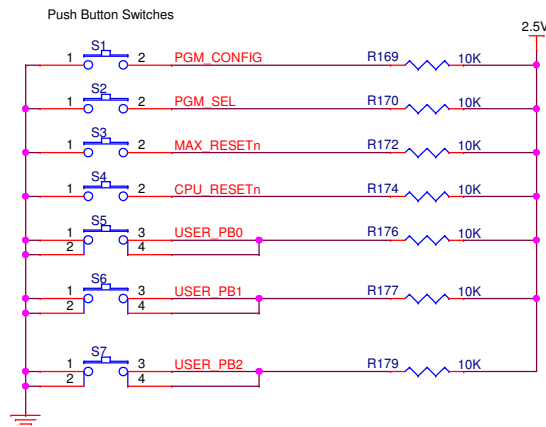 Push Button Switches
2.5V
S1
1 2 PGM_CONFIG R169 10K
S2
1 2 PGM_SEL R170 10K
S3
1 2 MAX_RESETn R172 10K
S4
1 2 CPU_RESETn R174 10K
S5
1 3 USER_PB0 R176 10K
2 4
S6
1 3 USER_PB1 R177 10K
2 4
S7
1 3 USER_PB2 R179 10K
2 4